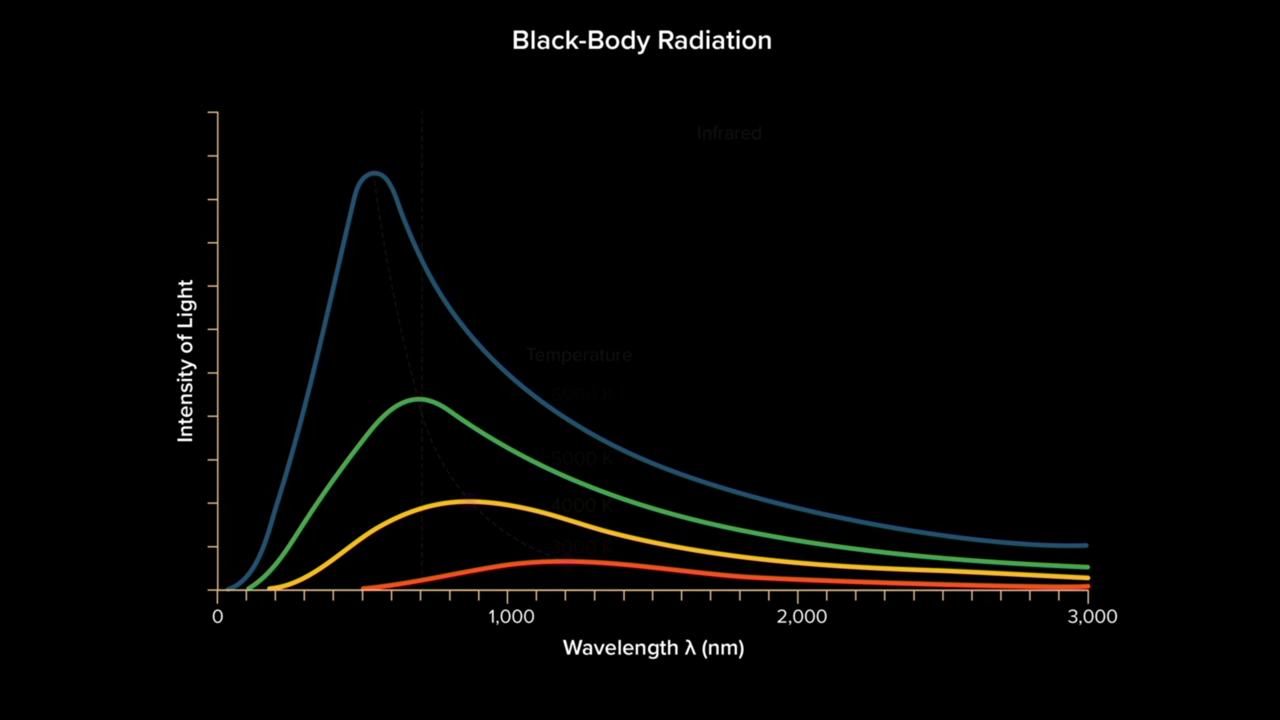 Black-Body Radiation
Infrared
Intensity of Light
Temperature
5000 K
4000 K
3000 K
0
1,000
2,000
3,000
Wavelength λ (nm)